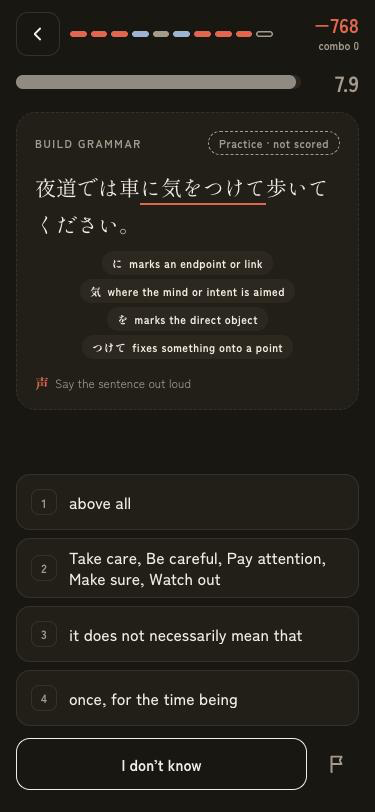 −768
combo 0
7.9
BUILD GRAMMAR
Practice · not scored
夜道では車に気をつけて歩いて
ください。
に marks an endpoint or link
気 where the mind or intent is aimed
を marks the direct object
つけて fixes something onto a point
声 Say the sentence out loud
1 above all
2 Take care, Be careful, Pay attention,
Make sure, Watch out
3 it does not necessarily mean that
4 once, for the time being
I don't know